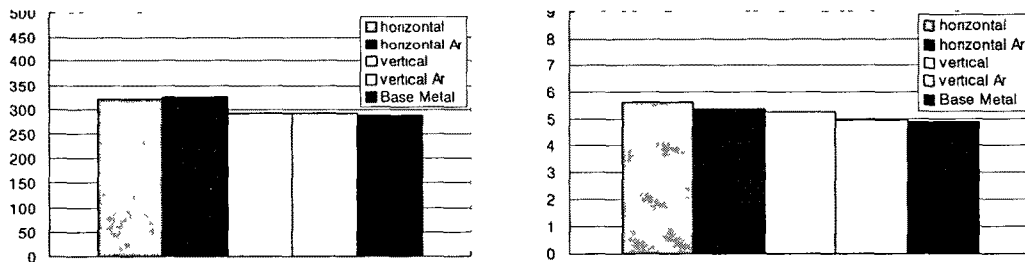 500
450
400
350
300
250
200
150
100
50
0
horizontal
horizontal Ar
vertical
vertical Ar
Base Metal
9
8
7
6
5
4
3
2
1
0
horizontal
horizontal Ar
vertical
vertical Ar
Base Metal